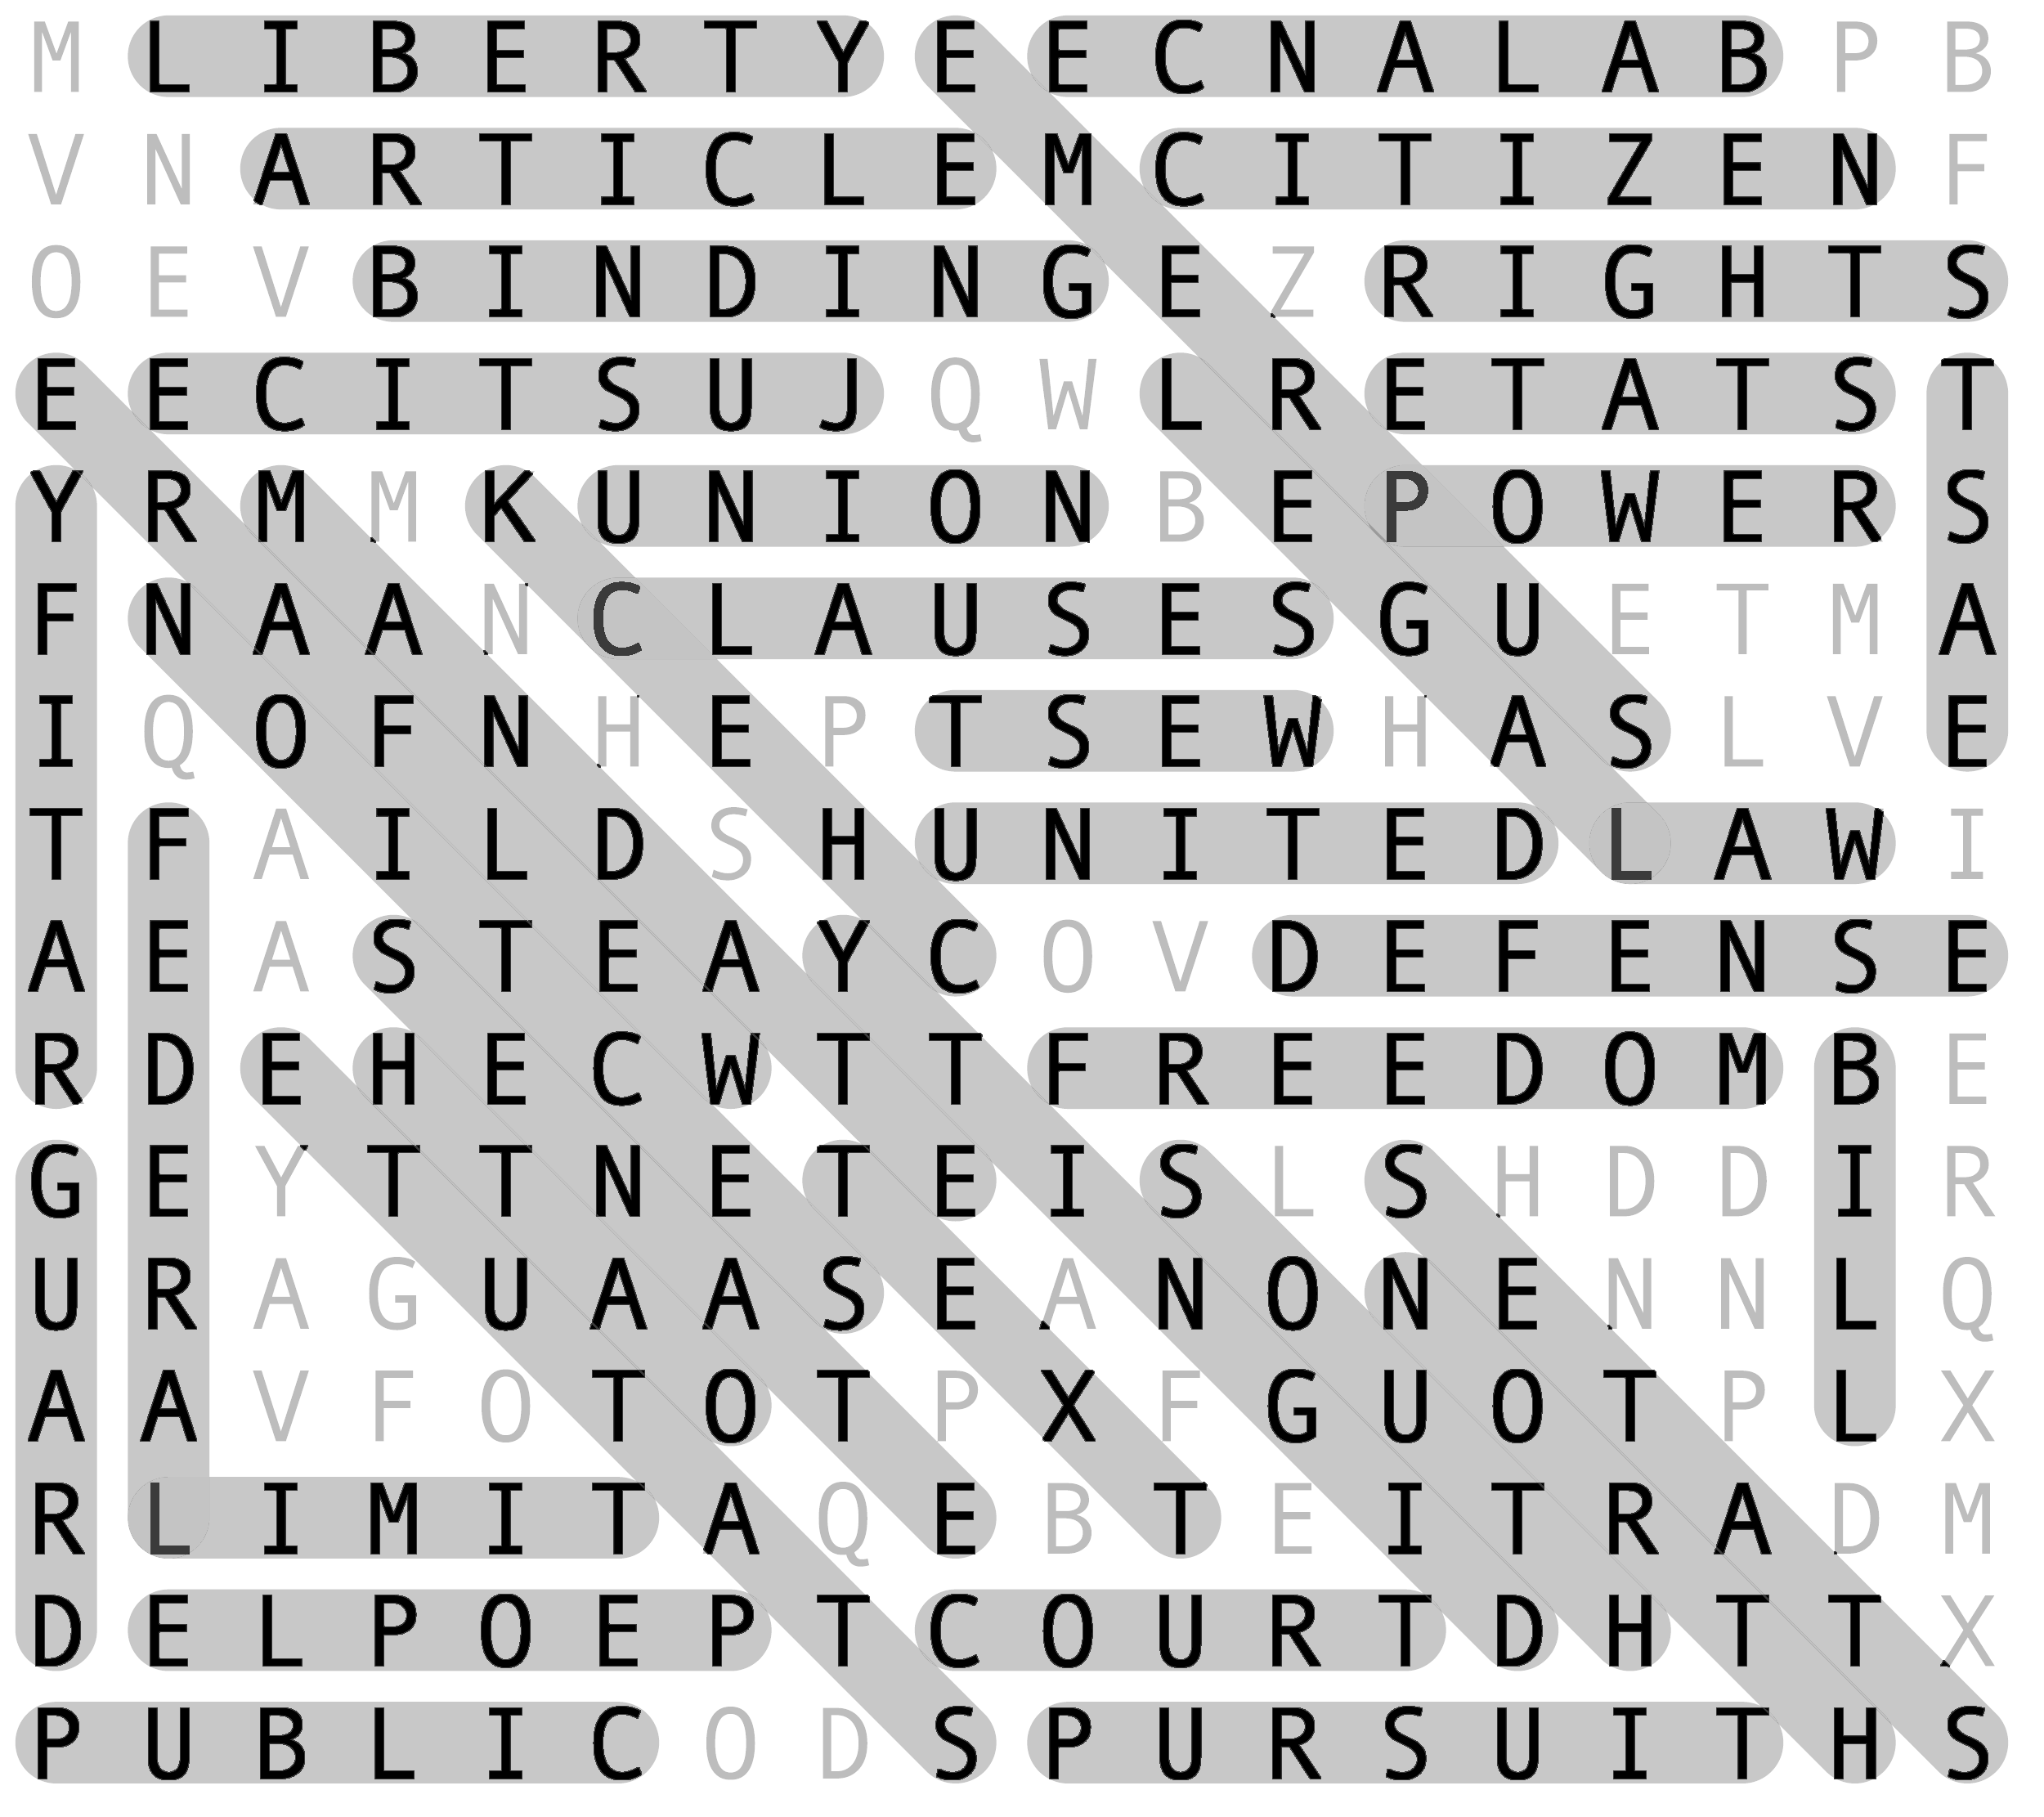 M L I B E R T Y E E C N A L A B P B
V N A R T I C L E M C I T I Z E N F
O E V B I N D I N G E Z R I G H T S
E E C I T S U J Q W L R E T A T S T
Y R M M K U N I O N B E P O W E R S
F N A A N C L A U S E S G U E T M A
I Q O F N H E P T S E W H A S L V E
T F A I L D S H U N I T E D L A W I
A E A S T E A Y C O V D E F E N S E
R D E H E C W T T F R E E D O M B E
G E Y T T N E T E I S L S H D D I R
U R A G U A A S E A N O N E N N L Q
A A V F O T O T P X F G U O T P L X
R L I M I T A Q E B T E I T R A D M
D E L P O E P T C O U R T D H T T X
P U B L I C O D S P U R S U I T H S